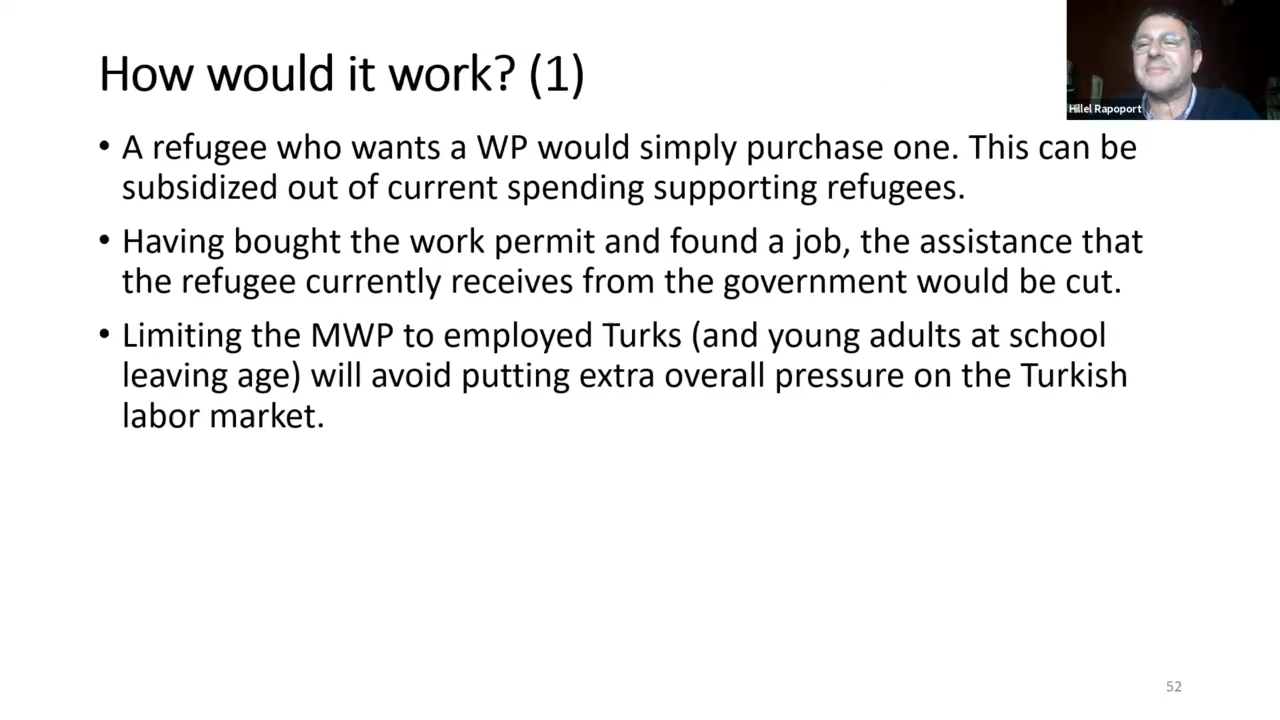 How would it work? (1)
Hillel Rapoport
• A refugee who wants a WP would simply purchase one. This can be
subsidized out of current spending supporting refugees.
• Having bought the work permit and found a job, the assistance that
the refugee currently receives from the government would be cut.
• Limiting the MWP to employed Turks (and young adults at school
leaving age) will avoid putting extra overall pressure on the Turkish
labor market.
52